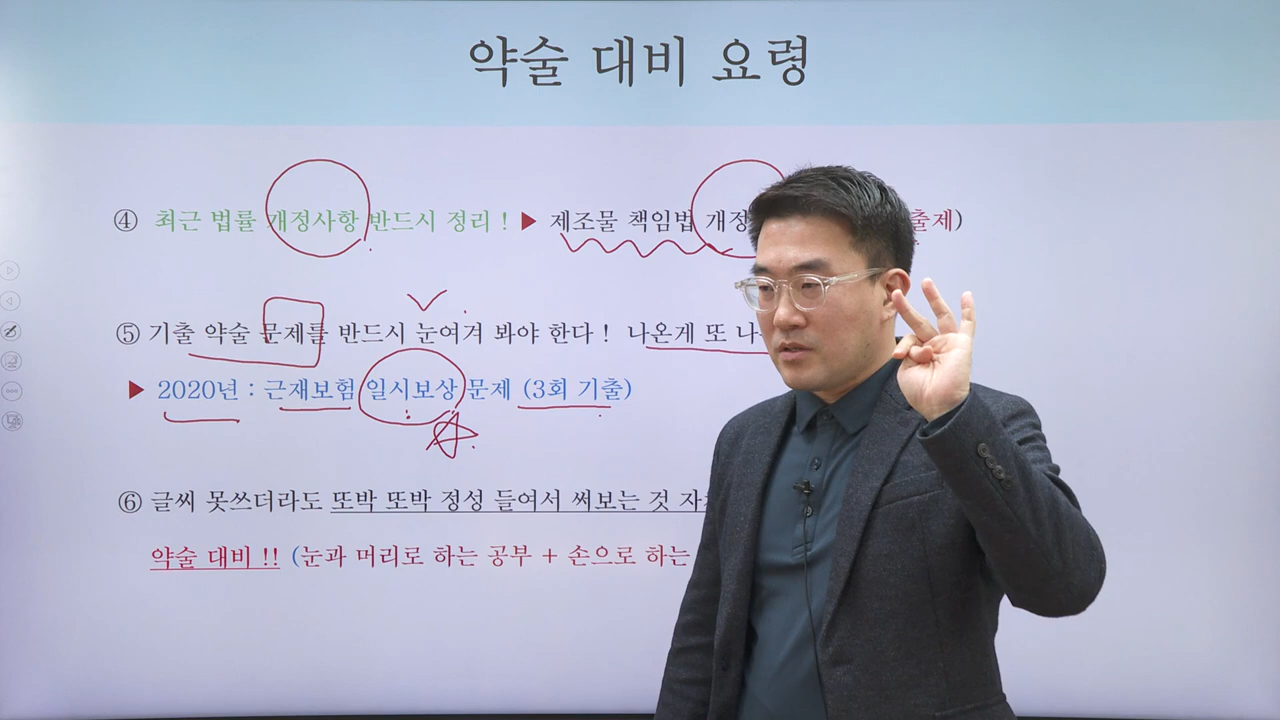 약술 대비 요령
④ 최근 법률 개정사항 반드시 정리 ! ▶ 제조물 책임법 개정 출제)
⑤ 기출 약술 문제를 반드시 눈여겨 봐야 한다 ! 나온게 또
▶ 2020년 : 근재보험 일시보상 문제 (3회 기출)
⑥ 글씨 못쓰더라도 또박 또박 정성 들여서 써보는 것
약술 대비 !! (눈과 머리로 하는 공부 + 손으로 하는